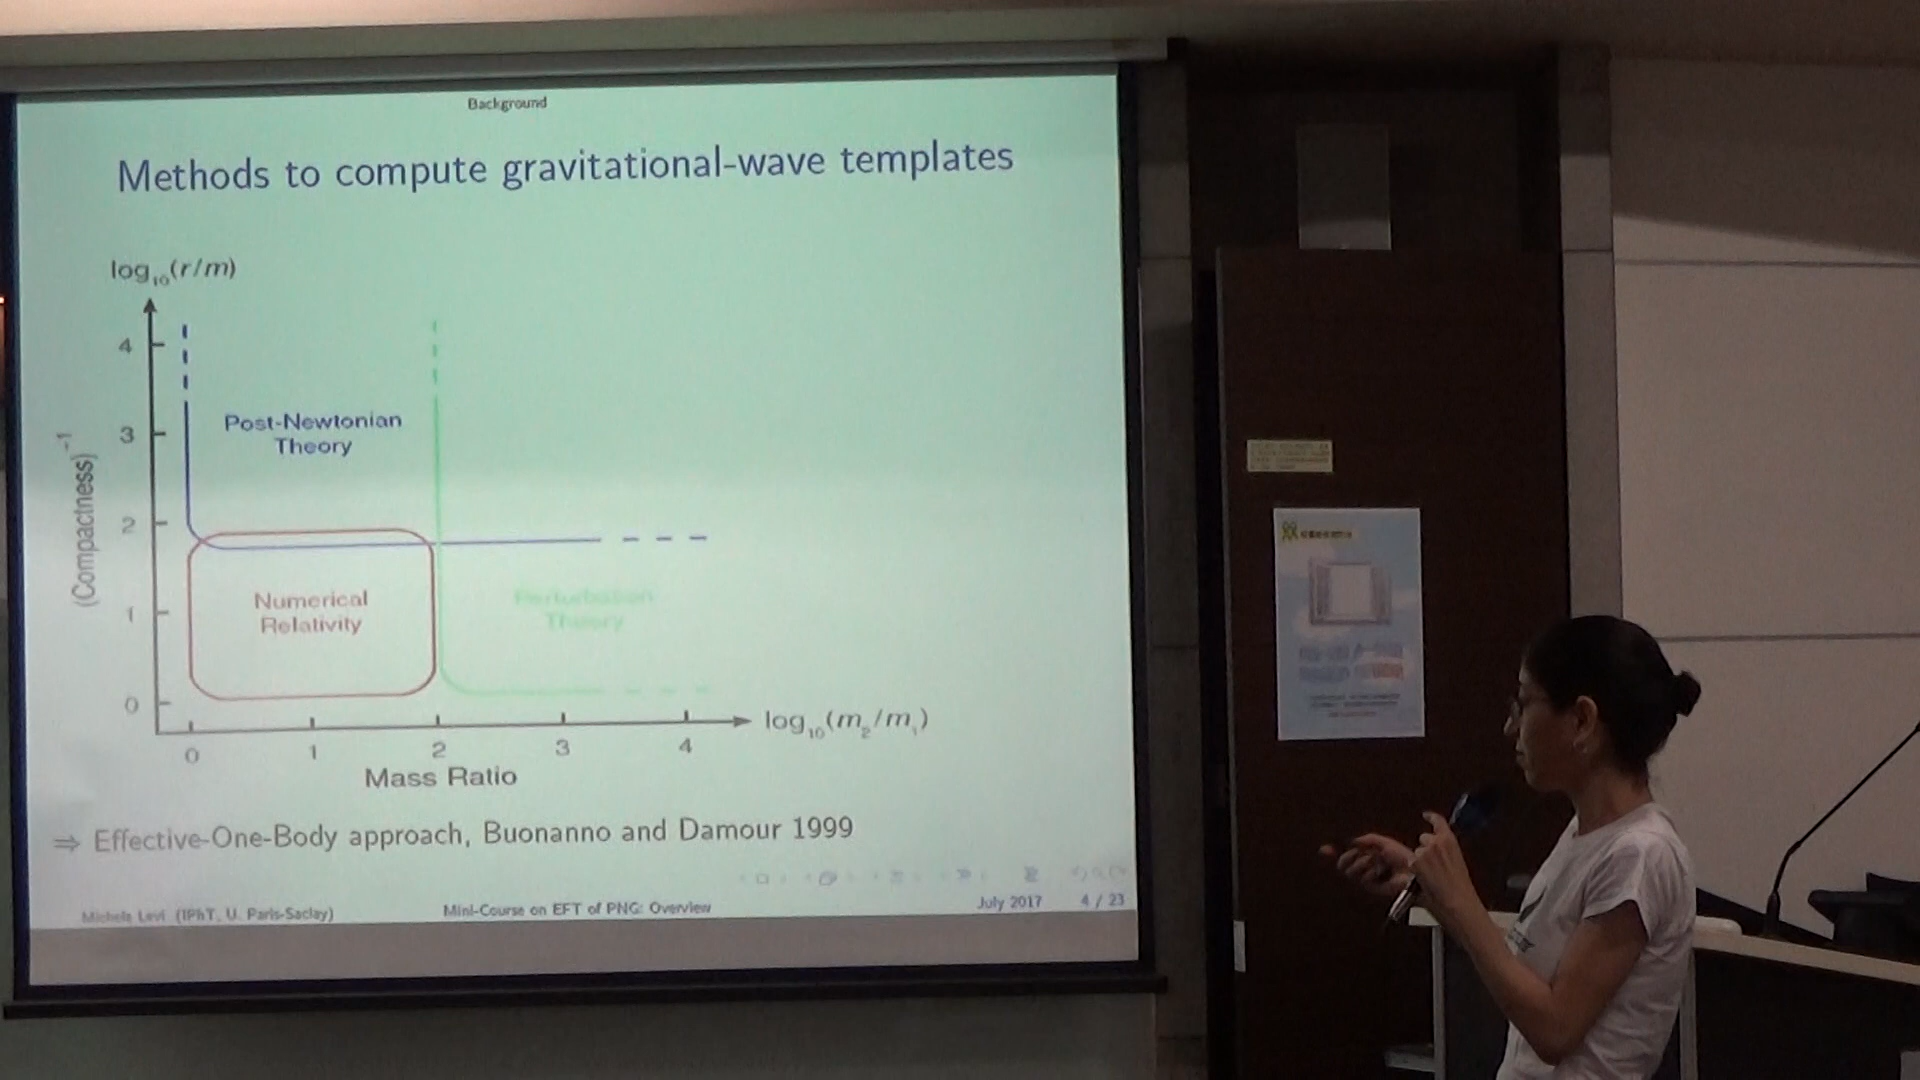 Background
Methods to compute gravitational-wave templates
log₁₀(r/m)
4
3
2
1
0
(Compactness)⁻¹
Post-Newtonian
Theory
Numerical
Relativity
Perturbation
Theory
0 1 2 3 4
log₁₀(m₂/m₁)
Mass Ratio
⇒ Effective-One-Body approach, Buonanno and Damour 1999
Michele Levi (IPhT, U. Paris-Saclay) Mini-Course on EFT of PNG: Overview July 2017 4 / 23